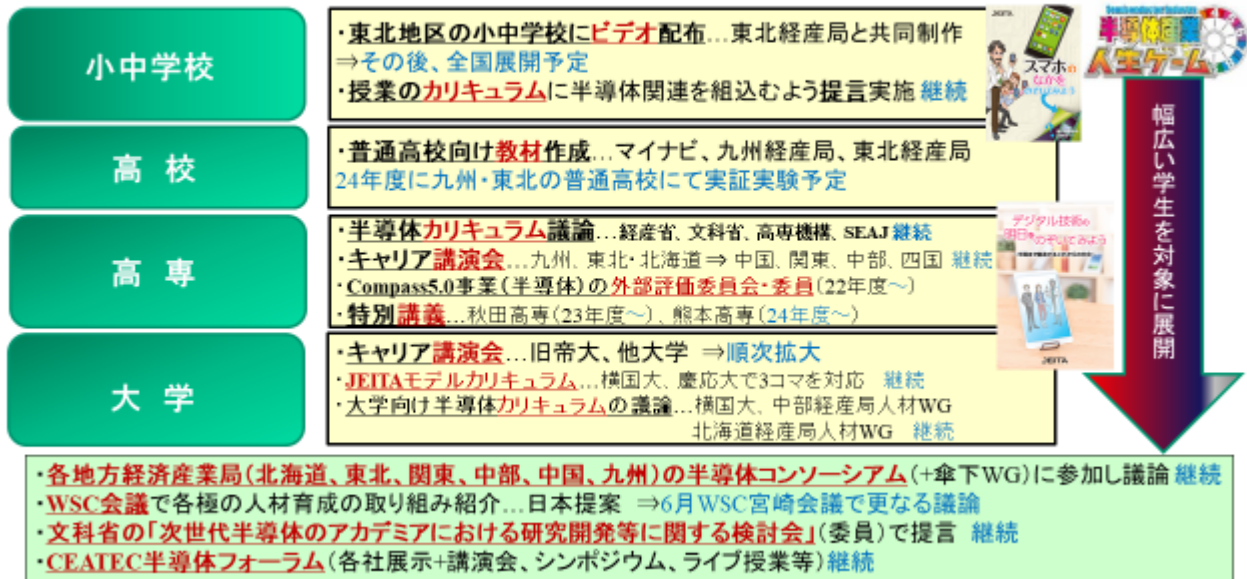 小中学校
・東北地区の小中学校にビデオ配布…東北経産局と共同制作
⇒その後、全国展開予定
・授業のカリキュラムに半導体関連を組込むよう提言実施 継続
JEITA
スマホの
なかを
半導体産業
人生ゲーム
高 校
・普通高校向け教材作成…マイナビ、九州経産局、東北経産局
24年度に九州・東北の普通高校にて実証実験予定
高 専
・半導体カリキュラム議論…経産省、文科省、高専機構、SEAJ 継続
・キャリア講演会…九州、東北・北海道 ⇒ 中国、関東、中部、四国 継続
・Compass5.0事業(半導体)の外部評価委員会・委員(22年度~)
・特別講義…秋田高専(23年度~)、熊本高専(24年度~)
デジタル技術の
明日をのぞいてみよう
JEITA
大 学
・キャリア講演会…旧帝大、他大学 ⇒順次拡大
・JEITAモデルカリキュラム…横国大、慶応大で3コマを対応 継続
・大学向け半導体カリキュラムの議論…横国大、中部経産局人材WG
北海道経産局人材WG 継続
幅広い学生を対象に展開
・各地方経済産業局(北海道、東北、関東、中部、中国、九州)の半導体コンソーシアム(+傘下WG)に参加し議論 継続
・WSC会議で各極の人材育成の取り組み紹介…日本提案 ⇒6月WSC宮崎会議で更なる議論
・文科省の「次世代半導体のアカデミアにおける研究開発等に関する検討会」(委員)で提言 継続
・CEATEC半導体フォーラム(各社展示+講演会、シンポジウム、ライブ授業等)継続